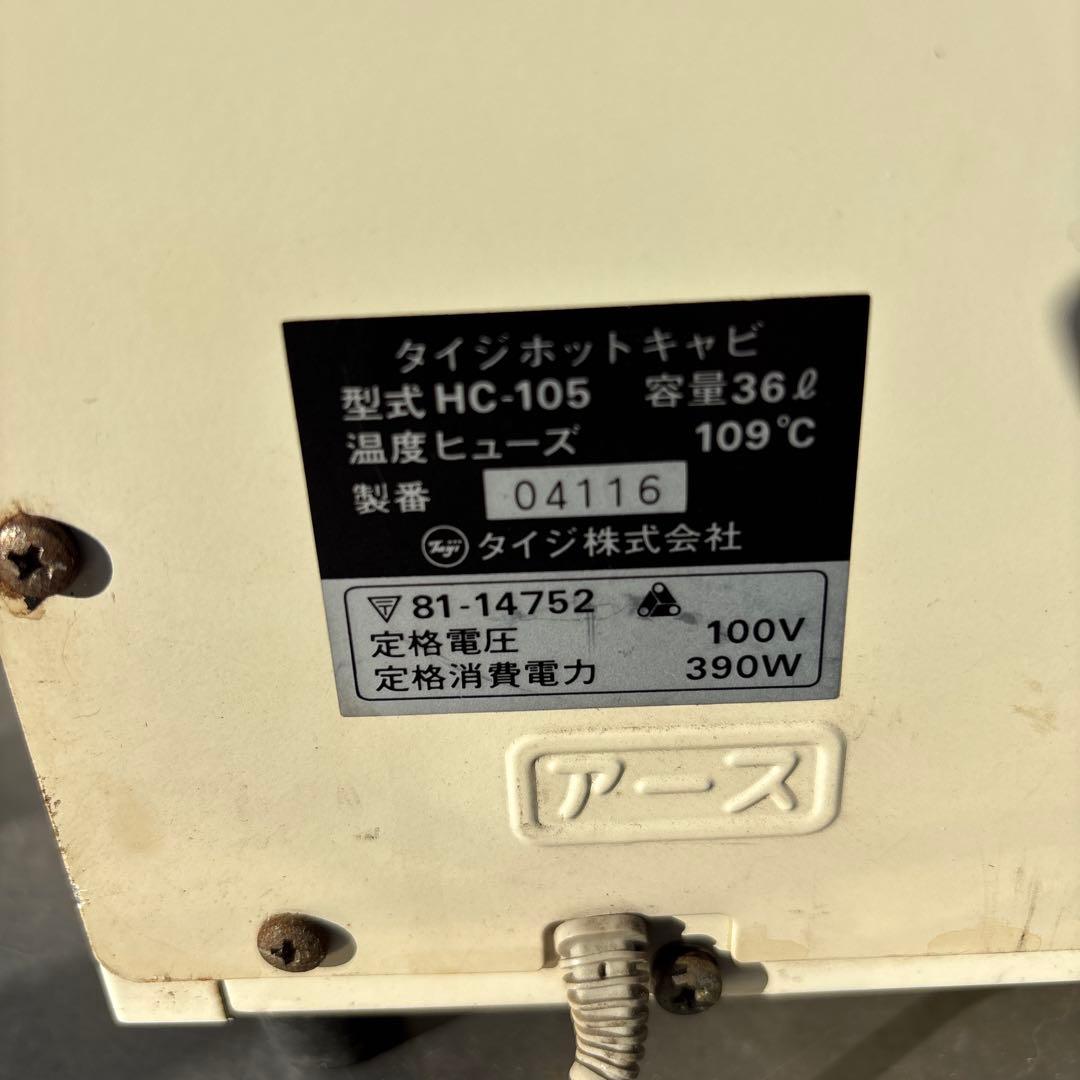 タイジホットキャビ
型式 HC-105 容量36ℓ
温度ヒューズ 109℃
製番 04116
Taiji タイジ株式会社
〒 81-14752
定格電圧 100V
定格消費電力 390W
アース